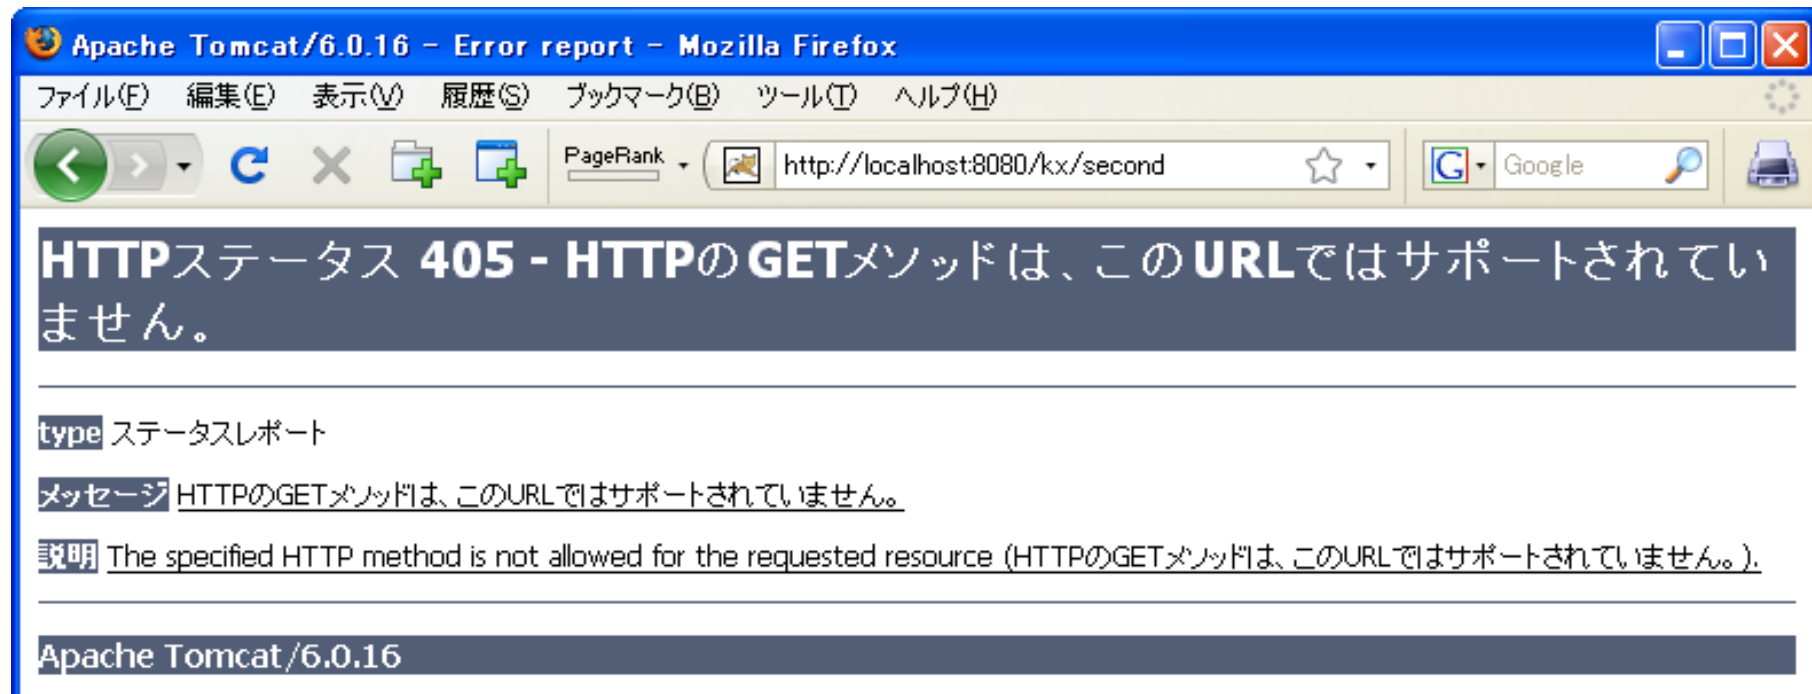 Apache Tomcat/6.0.16 - Error report - Mozilla Firefox
ファイル(F) 編集(E) 表示(V) 履歴(S) ブックマーク(B) ツール(T) ヘルプ(H)
PageRank http://localhost:8080/kx/second G Google
HTTPステータス 405 - HTTPのGETメソッドは、このURLではサポートされてい
ません。
type ステータスレポート
メッセージ HTTPのGETメソッドは、このURLではサポートされていません。
説明 The specified HTTP method is not allowed for the requested resource (HTTPのGETメソッドは、このURLではサポートされていません。).
Apache Tomcat/6.0.16